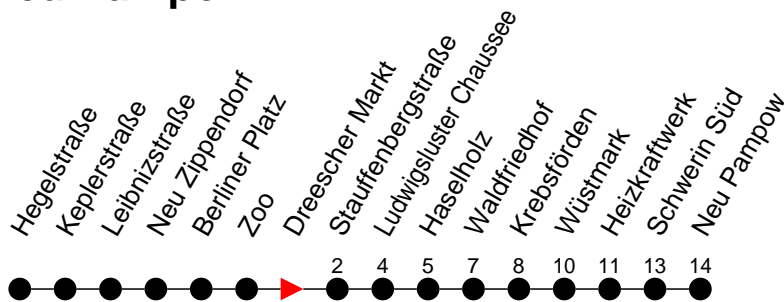 Hegelstraße
Keplerstraße
Leibnizstraße
Neu Zippendorf
Berliner Platz
Zoo
Dreescher Markt
Stauffenbergstraße
Ludwigsluster Chaussee
Haselholz
Waldfriedhof
Krebsförden
Wüstmark
Heizkraftwerk
Schwerin Süd
Neu Pampow
2 4 5 7 8 10 11 13 14